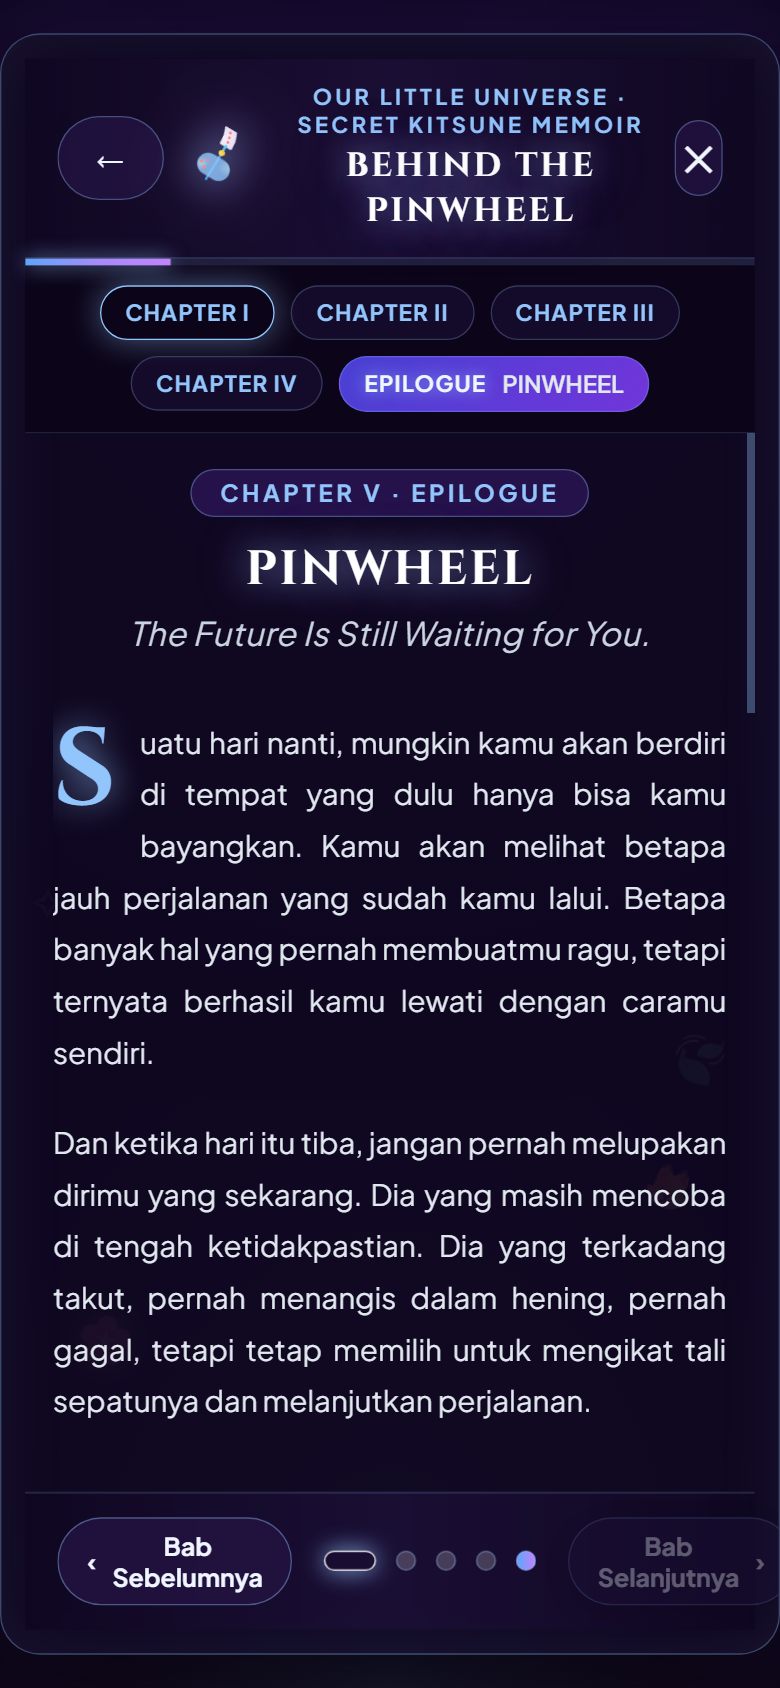 ←
OUR LITTLE UNIVERSE ·
SECRET KITSUNE MEMOIR
BEHIND THE
PINWHEEL
×
CHAPTER I
CHAPTER II
CHAPTER III
CHAPTER IV
EPILOGUE PINWHEEL
CHAPTER V · EPILOGUE
PINWHEEL
The Future Is Still Waiting for You.
Suatu hari nanti, mungkin kamu akan berdiri
di tempat yang dulu hanya bisa kamu
bayangkan. Kamu akan melihat betapa
jauh perjalanan yang sudah kamu lalui. Betapa
banyak hal yang pernah membuatmu ragu, tetapi
ternyata berhasil kamu lewati dengan caramu
sendiri.
Dan ketika hari itu tiba, jangan pernah melupakan
dirimu yang sekarang. Dia yang masih mencoba
di tengah ketidakpastian. Dia yang terkadang
takut, pernah menangis dalam hening, pernah
gagal, tetapi tetap memilih untuk mengikat tali
sepatunya dan melanjutkan perjalanan.
‹ Bab
Sebelumnya
Bab
Selanjutnya ›